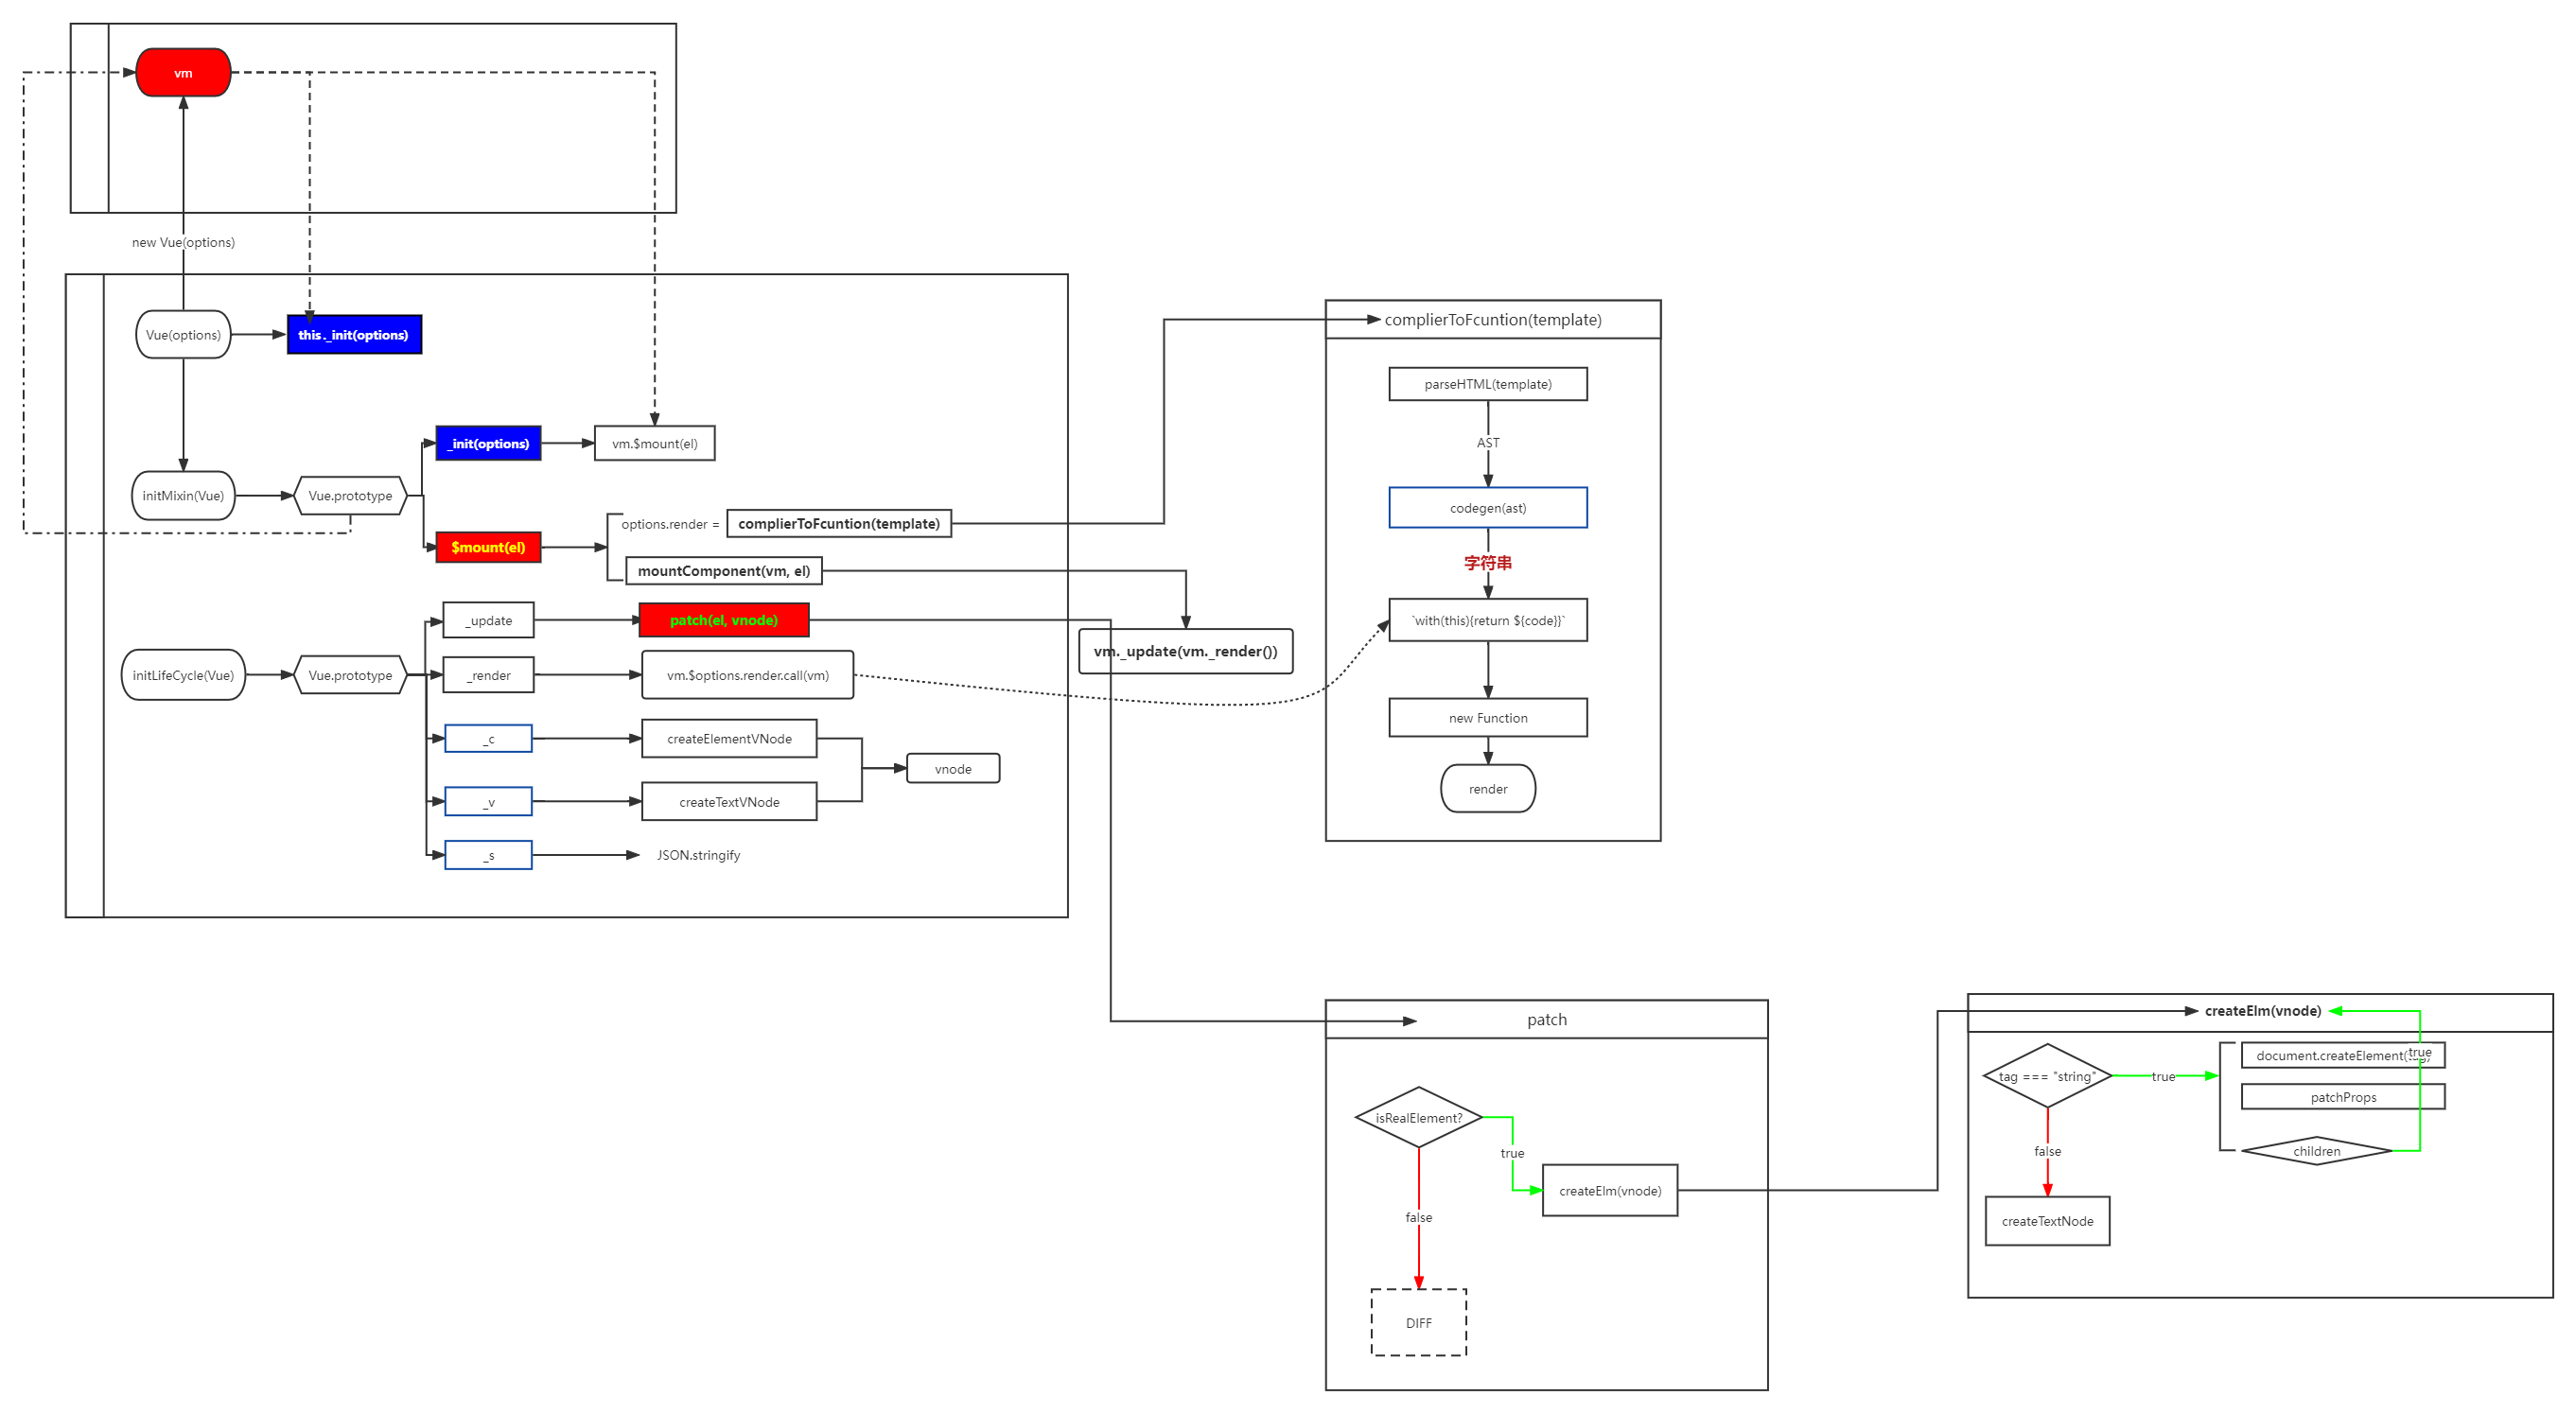 vm
new Vue(options)
Vue(options)
this._init(options)
_init(options)
vm.$mount(el)
initMixin(Vue)
Vue.prototype
options.render =
complierToFcuntion(template)
$mount(el)
mountComponent(vm, el)
_update
patch(el, vnode)
vm._update(vm._render())
initLifeCycle(Vue)
Vue.prototype
_render
vm.$options.render.call(vm)
_c
createElementVNode
vnode
_v
createTextVNode
_s
JSON.stringify
complierToFcuntion(template)
parseHTML(template)
AST
codegen(ast)
字符串
`with(this){return ${code}}`
new Function
render
patch
isRealElement?
true
createElm(vnode)
false
DIFF
createElm(vnode)
tag === "string"
true
document.createElement(tag)
true
patchProps
children
false
createTextNode